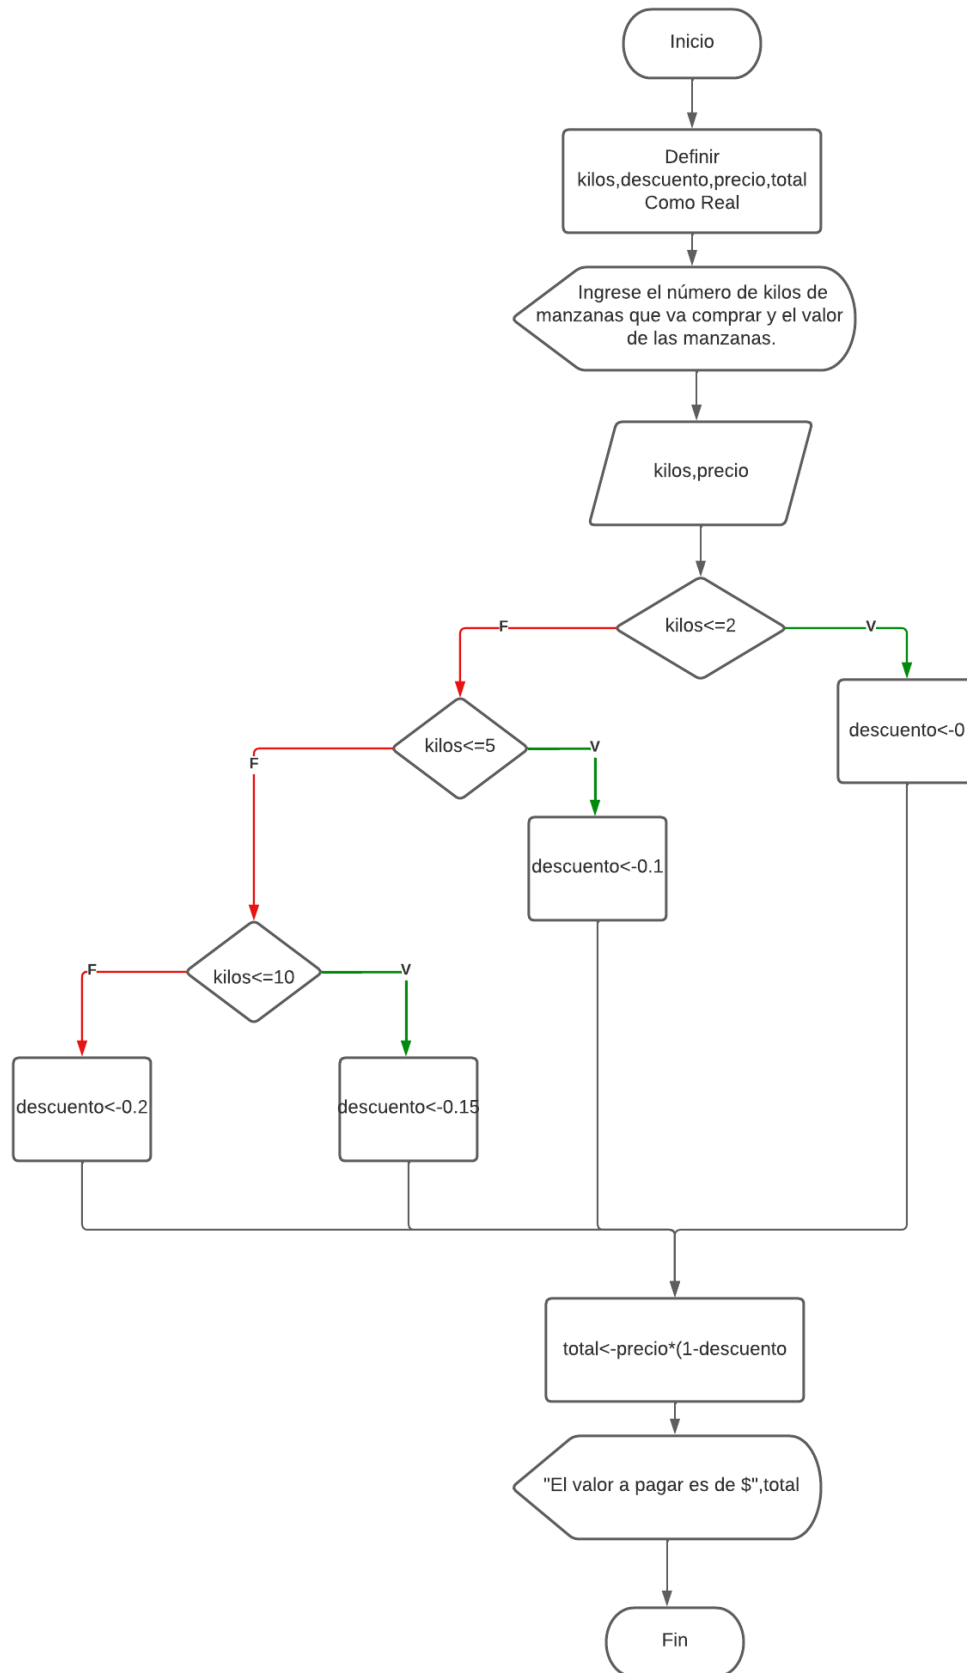 Inicio
Definir
kilos,descuento,precio,total
Como Real
Ingrese el número de kilos de
manzanas que va comprar y el valor
de las manzanas.
kilos,precio
kilos<=2
F
V
kilos<=5
descuento<-0
F
V
descuento<-0.1
kilos<=10
F
V
descuento<-0.2
descuento<-0.15
total<-precio*(1-descuento
"El valor a pagar es de $",total
Fin